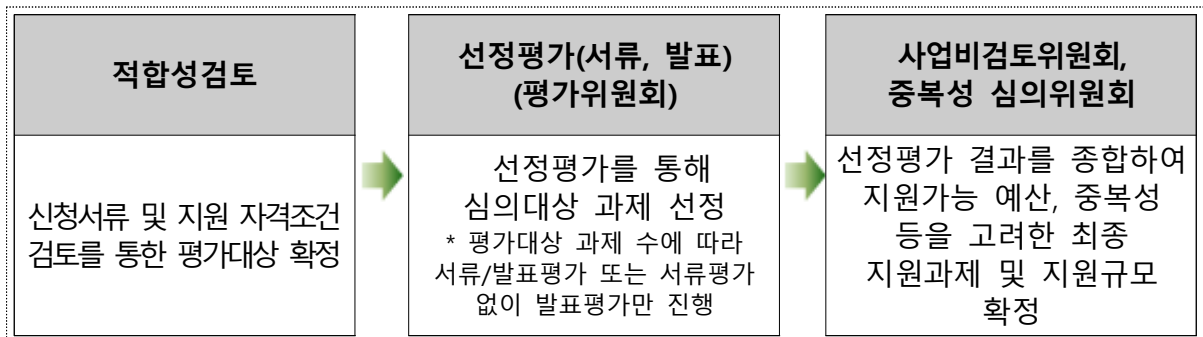 적합성검토
신청서류 및 지원 자격조건
검토를 통한 평가대상 확정
선정평가(서류, 발표)
(평가위원회)
선정평가를 통해
심의대상 과제 선정
* 평가대상 과제 수에 따라
서류/발표평가 또는 서류평가
없이 발표평가만 진행
사업비검토위원회,
중복성 심의위원회
선정평가 결과를 종합하여
지원가능 예산, 중복성
등을 고려한 최종
지원과제 및 지원규모
확정